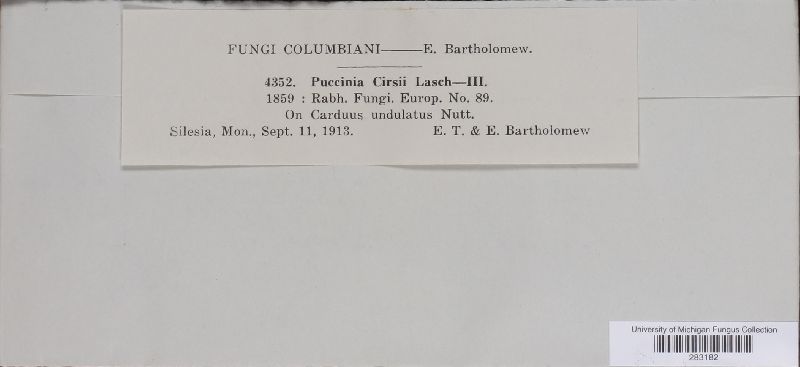 FUNGI COLUMBIANI——E. Bartholomew.
4352. Puccinia Cirsii Lasch—III.
1859 : Rabh. Fungi. Europ. No. 89.
On Carduus undulatus Nutt.
Silesia, Mon., Sept. 11, 1913. E. T. & E. Bartholomew
University of Michigan Fungus Collection
283182